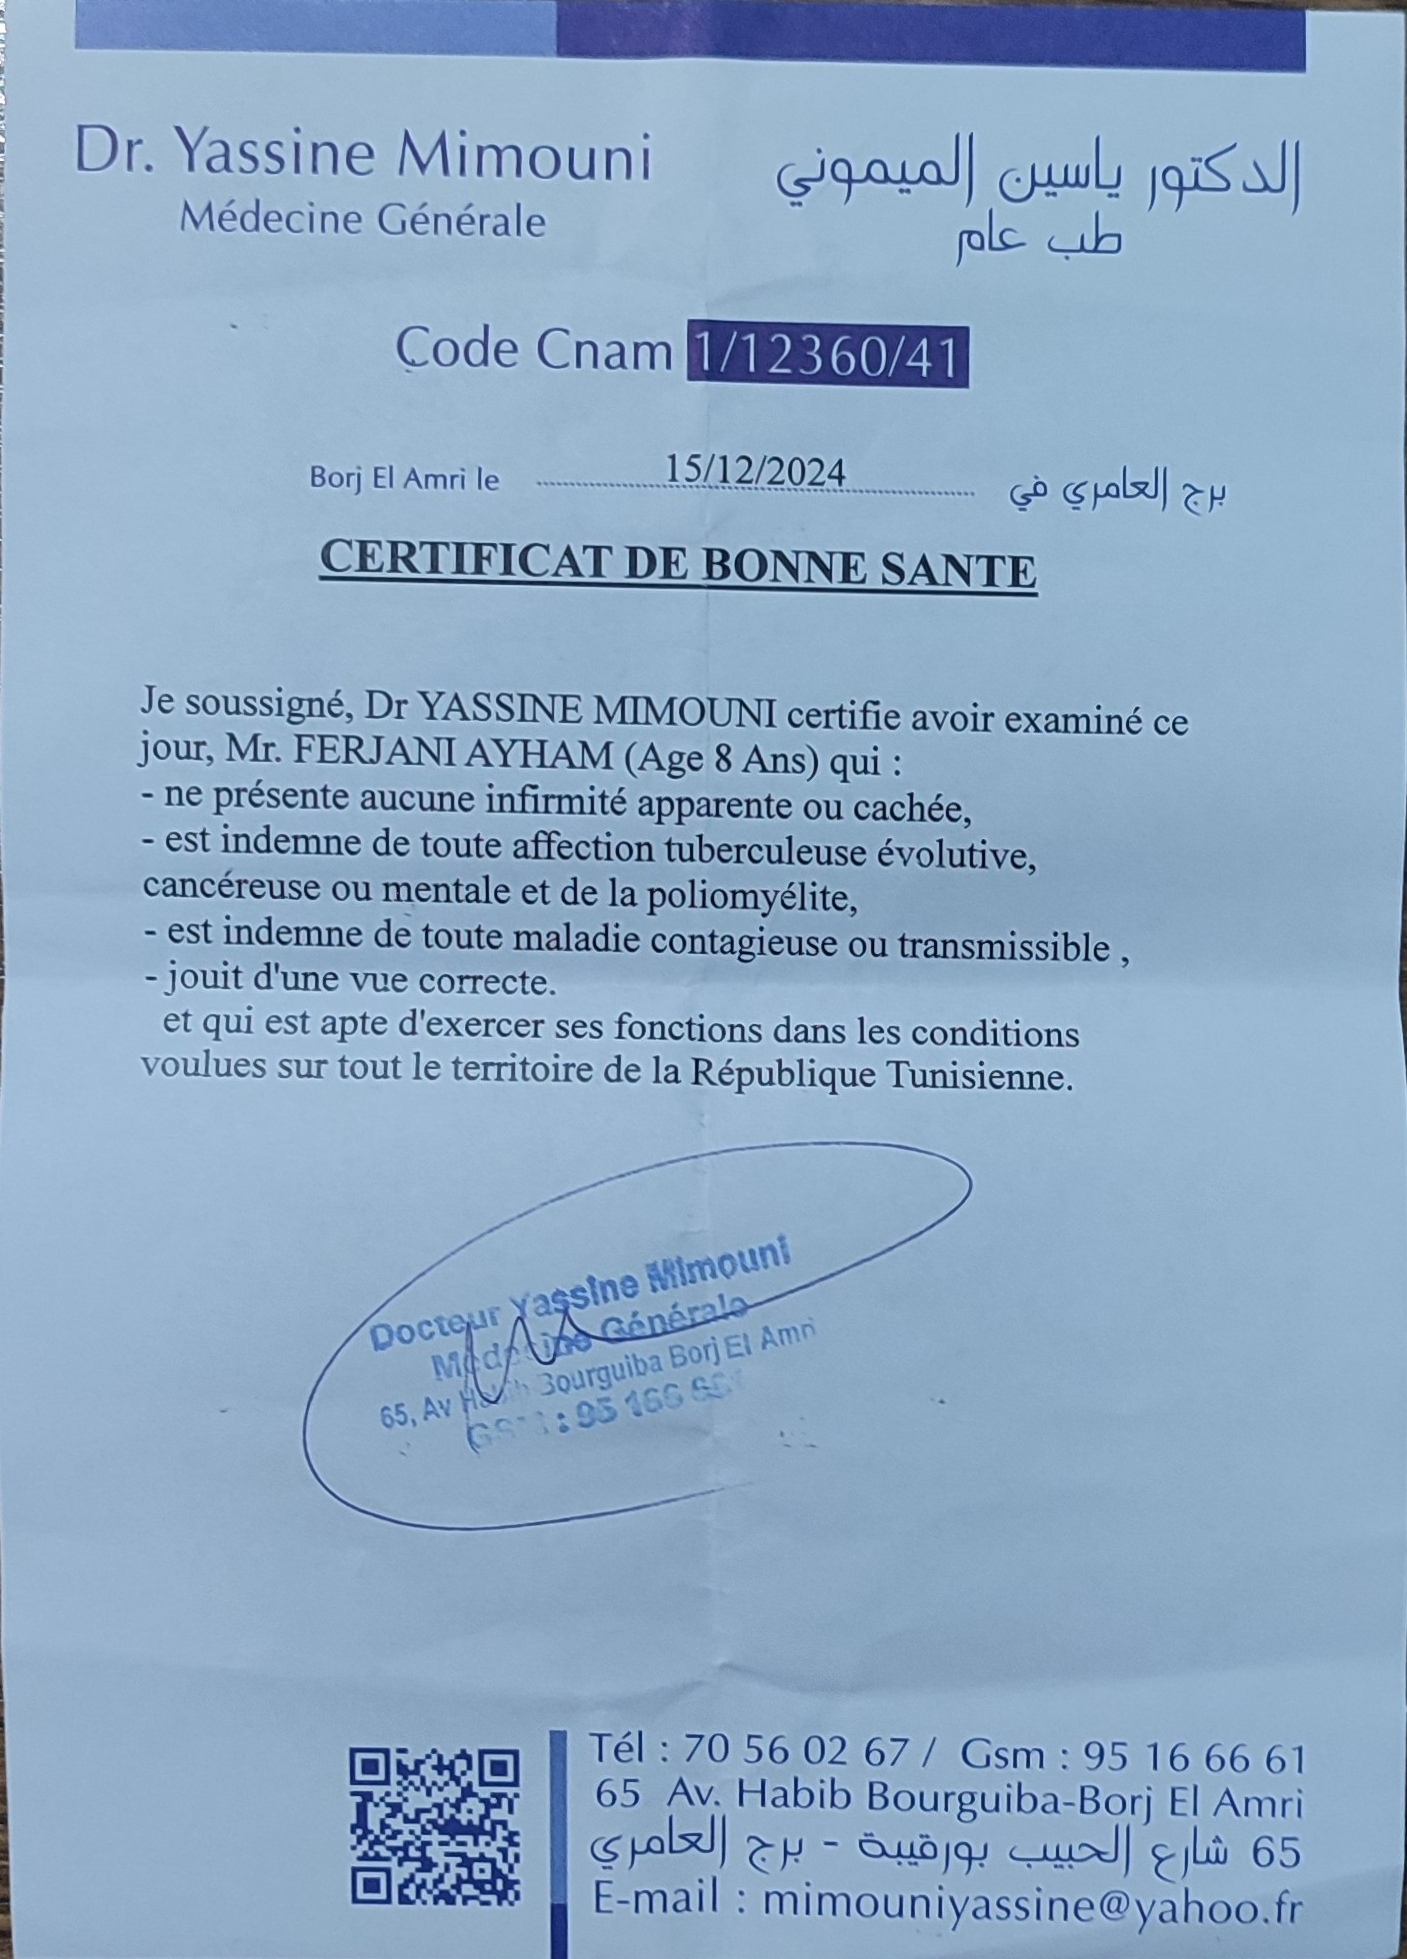 Dr. Yassine Mimouni
الدكتور ياسين الميموني
Médecine Générale
طب عام
Code Cnam 1/12360/41
Borj El Amri le 15/12/2024 برج العامري في
CERTIFICAT DE BONNE SANTE
Je soussigné, Dr YASSINE MIMOUNI certifie avoir examiné ce
jour, Mr. FERJANI AYHAM (Age 8 Ans) qui :
- ne présente aucune infirmité apparente ou cachée,
- est indemne de toute affection tuberculeuse évolutive,
cancéreuse ou mentale et de la poliomyélite,
- est indemne de toute maladie contagieuse ou transmissible ,
- jouit d'une vue correcte.
et qui est apte d'exercer ses fonctions dans les conditions
voulues sur tout le territoire de la République Tunisienne.
Docteur Yassine Mimouni
Médecine Générale
65, Av Habib Bourguiba Borj El Amri
GSM : 95 166
Tél : 70 56 02 67 / Gsm : 95 16 66 61
65 Av. Habib Bourguiba-Borj El Amri
65 شارع الحبيب بورقيبة - برج العامري
E-mail : mimouniyassine@yahoo.fr